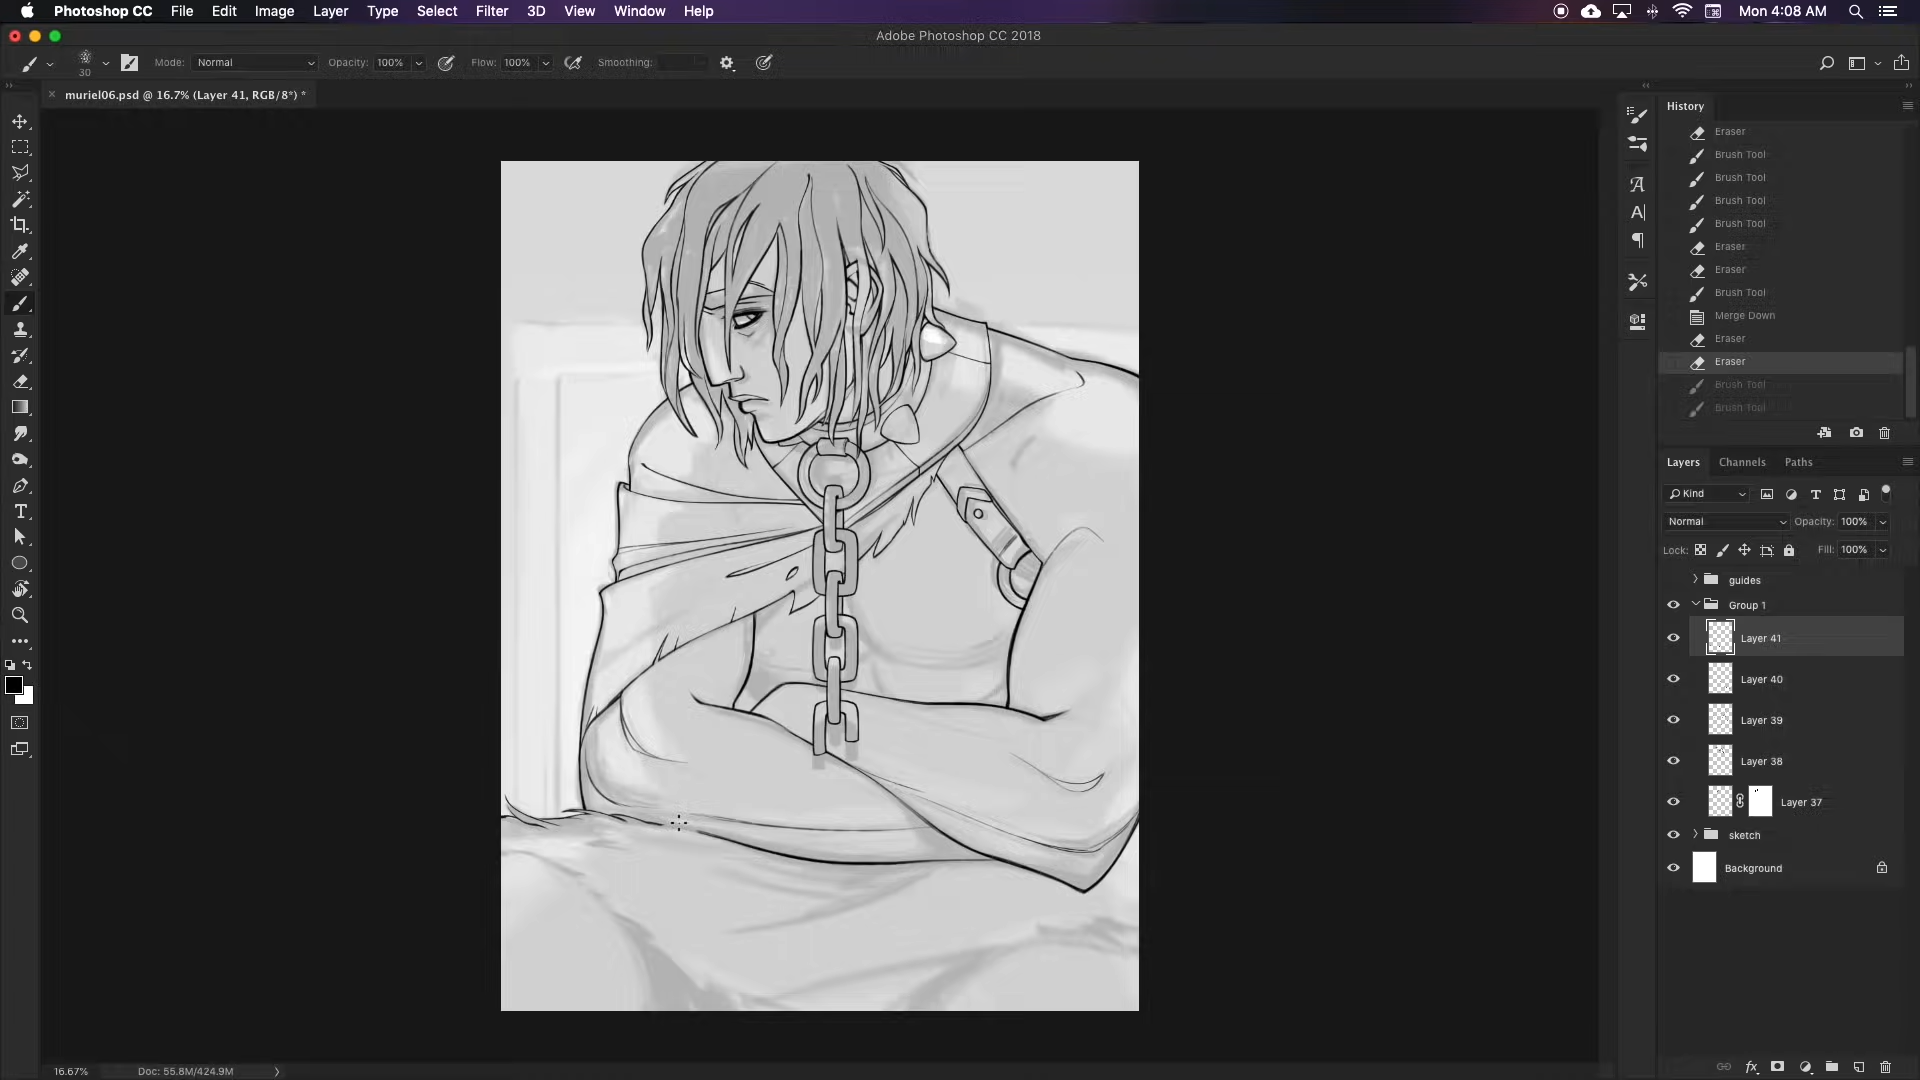 Photoshop CC File Edit Image Layer Type Select Filter 3D View Window Help Mon 4:08 AM
Adobe Photoshop CC 2018
30 Mode: Normal Opacity: 100% Flow: 100% Smoothing:
muriel06.psd @ 16.7% (Layer 41, RGB/8*) *
History
Eraser
Brush Tool
Brush Tool
Brush Tool
Brush Tool
Eraser
Eraser
Brush Tool
Merge Down
Eraser
Eraser
Brush Tool
Brush Tool
Layers Channels Paths
Kind
Normal Opacity: 100%
Lock: Fill: 100%
guides
Group 1
Layer 41
Layer 40
Layer 39
Layer 38
Layer 37
sketch
Background
16.67% Doc: 55.8M/424.9M